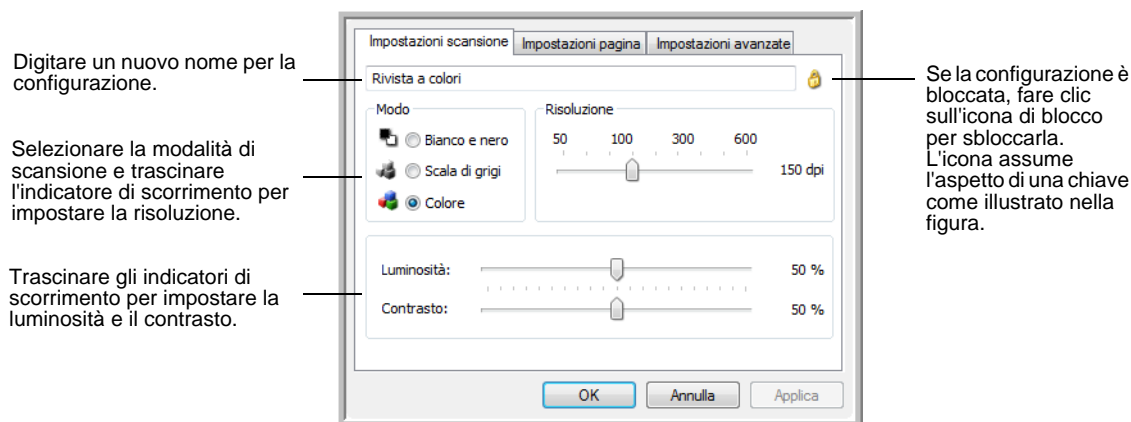 Digitare un nuovo nome per la
configurazione.
Selezionare la modalità di
scansione e trascinare
l'indicatore di scorrimento per
impostare la risoluzione.
Trascinare gli indicatori di
scorrimento per impostare la
luminosità e il contrasto.
Impostazioni scansione Impostazioni pagina Impostazioni avanzate
Rivista a colori
Modo
Bianco e nero
Scala di grigi
Colore
Risoluzione
50 100 300 600
150 dpi
Luminosità: 50 %
Contrasto: 50 %
OK Annulla Applica
Se la configurazione è
bloccata, fare clic
sull'icona di blocco
per sbloccarla.
L'icona assume
l'aspetto di una chiave
come illustrato nella
figura.